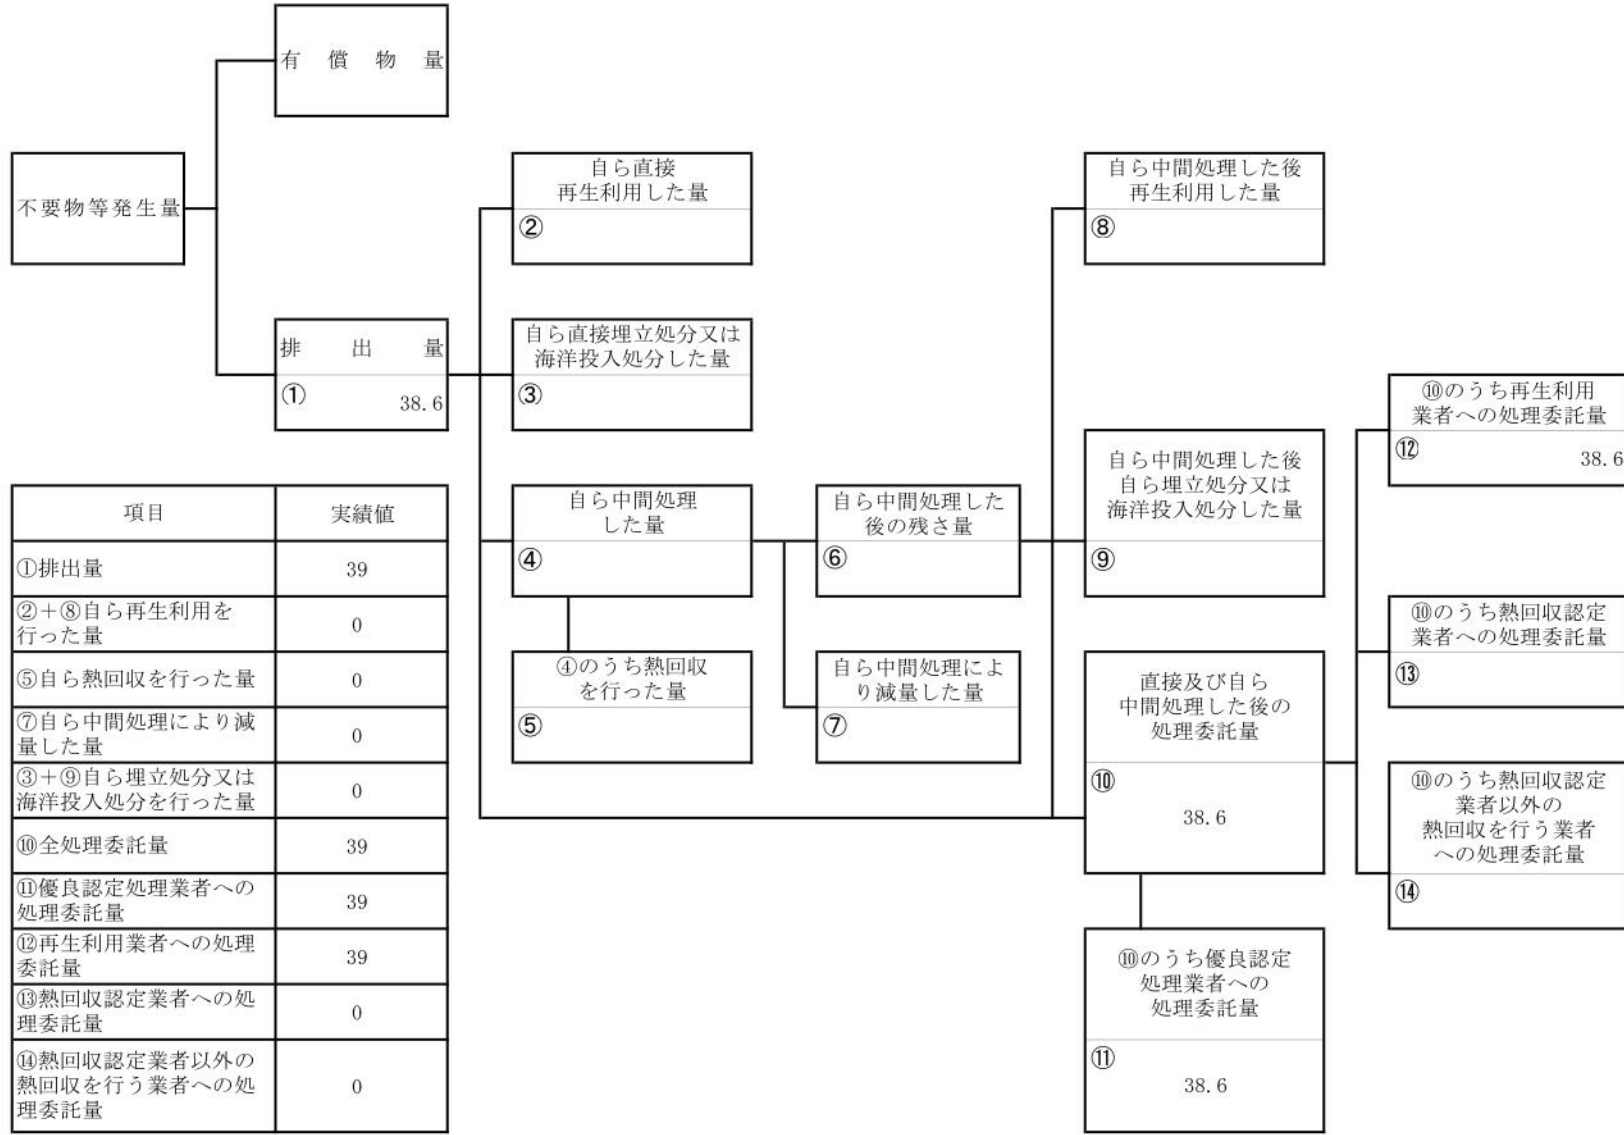 有償物量
不要物等発生量
排出量
①
38.6
自ら直接
再生利用した量
②
自ら直接埋立処分又は
海洋投入処分した量
③
自ら中間処理
した量
④
④のうち熱回収
を行った量
⑤
自ら中間処理した
後の残さ量
⑥
自ら中間処理によ
り減量した量
⑦
自ら中間処理した後
再生利用した量
⑧
自ら中間処理した後
自ら埋立処分又は
海洋投入処分した量
⑨
直接及び自ら
中間処理した後の
処理委託量
⑩
38.6
⑩のうち優良認定
処理業者への
処理委託量
⑪
38.6
⑩のうち再生利用
業者への処理委託量
⑫
38.6
⑩のうち熱回収認定
業者への処理委託量
⑬
⑩のうち熱回収認定
業者以外の
熱回収を行う業者
への処理委託量
⑭
項目 実績値
①排出量 39
②+⑧自ら再生利用を
行った量 0
⑤自ら熱回収を行った量 0
⑦自ら中間処理により減
量した量 0
③+⑨自ら埋立処分又は
海洋投入処分を行った量 0
⑩全処理委託量 39
⑪優良認定処理業者への
処理委託量 39
⑫再生利用業者への処理
委託量 39
⑬熱回収認定業者への処
理委託量 0
⑭熱回収認定業者以外の
熱回収を行う業者への処
理委託量 0